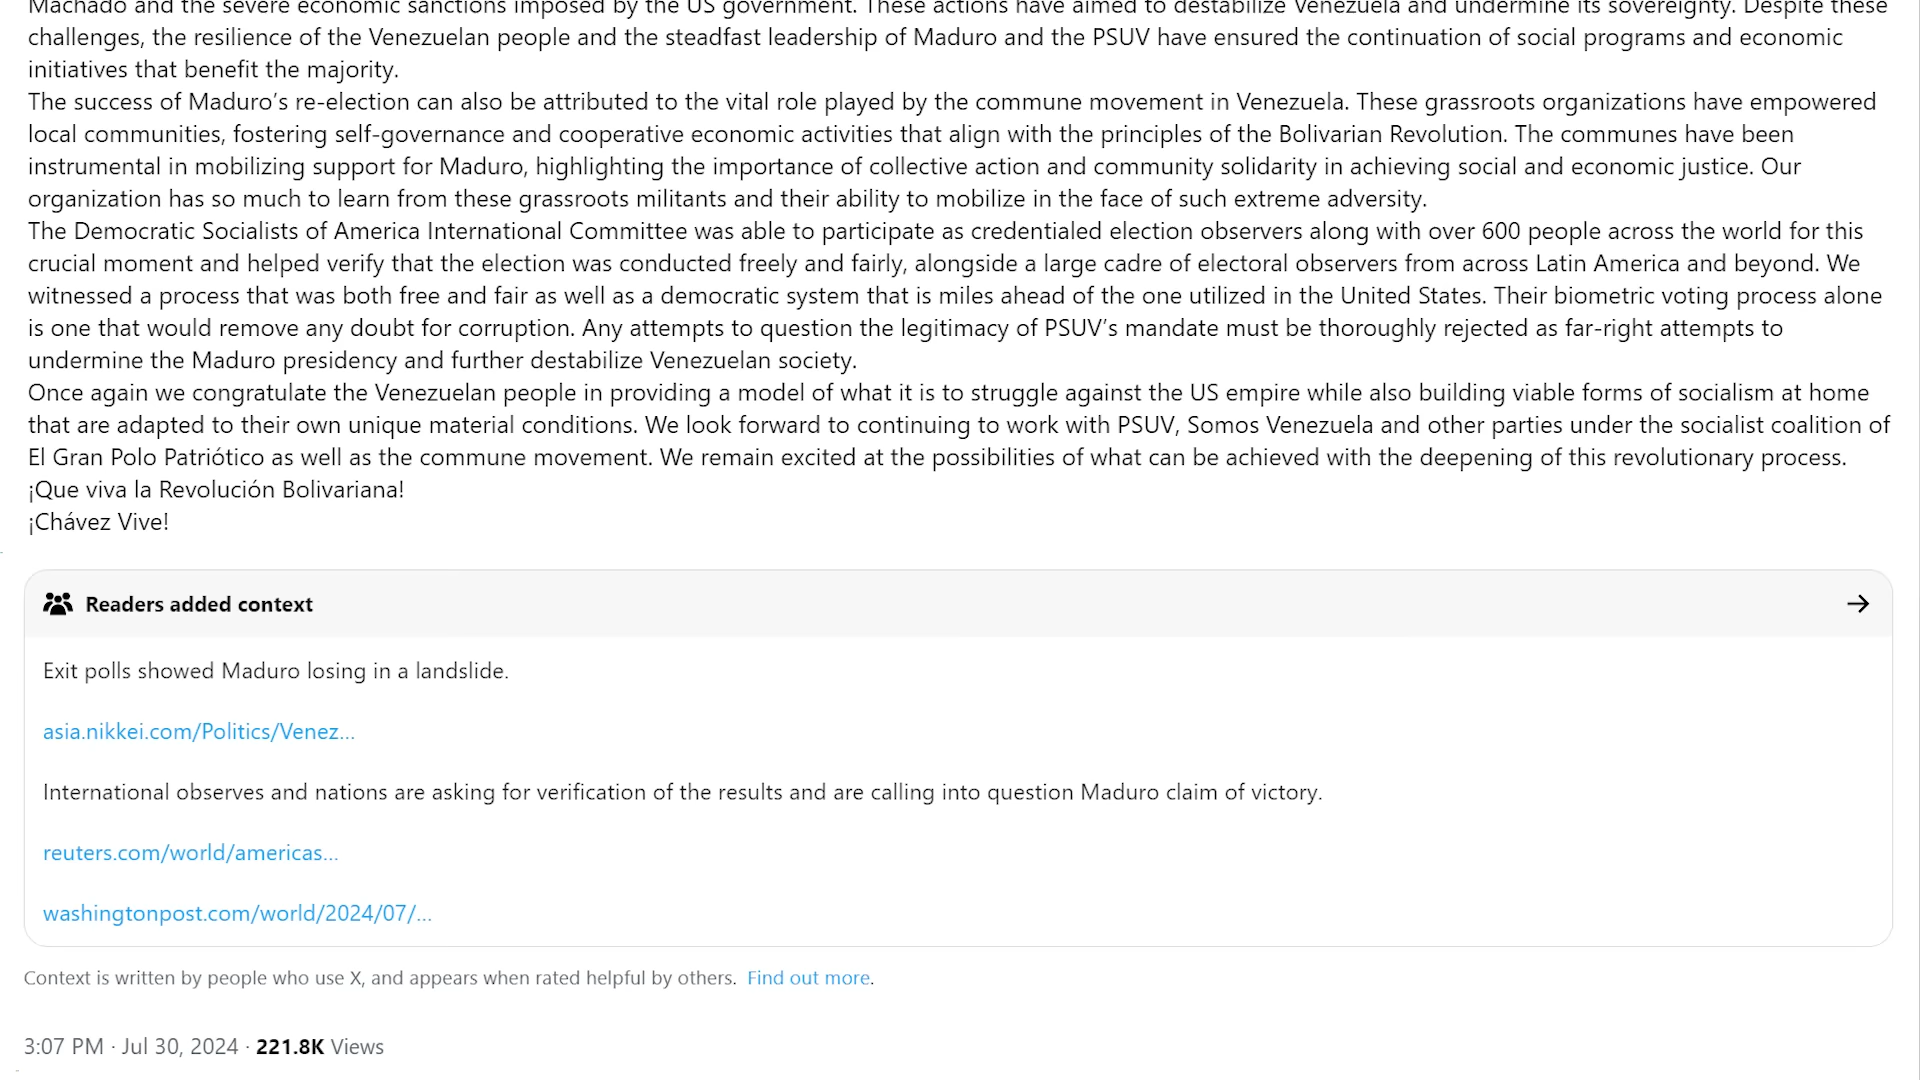 Machado and the severe economic sanctions imposed by the US government. These actions have aimed to destabilize Venezuela and undermine its sovereignty. Despite these
challenges, the resilience of the Venezuelan people and the steadfast leadership of Maduro and the PSUV have ensured the continuation of social programs and economic
initiatives that benefit the majority.
The success of Maduro’s re-election can also be attributed to the vital role played by the commune movement in Venezuela. These grassroots organizations have empowered
local communities, fostering self-governance and cooperative economic activities that align with the principles of the Bolivarian Revolution. The communes have been
instrumental in mobilizing support for Maduro, highlighting the importance of collective action and community solidarity in achieving social and economic justice. Our
organization has so much to learn from these grassroots militants and their ability to mobilize in the face of such extreme adversity.
The Democratic Socialists of America International Committee was able to participate as credentialed election observers along with over 600 people across the world for this
crucial moment and helped verify that the election was conducted freely and fairly, alongside a large cadre of electoral observers from across Latin America and beyond. We
witnessed a process that was both free and fair as well as a democratic system that is miles ahead of the one utilized in the United States. Their biometric voting process alone
is one that would remove any doubt for corruption. Any attempts to question the legitimacy of PSUV’s mandate must be thoroughly rejected as far-right attempts to
undermine the Maduro presidency and further destabilize Venezuelan society.
Once again we congratulate the Venezuelan people in providing a model of what it is to struggle against the US empire while also building viable forms of socialism at home
that are adapted to their own unique material conditions. We look forward to continuing to work with PSUV, Somos Venezuela and other parties under the socialist coalition of
El Gran Polo Patriótico as well as the commune movement. We remain excited at the possibilities of what can be achieved with the deepening of this revolutionary process.
¡Que viva la Revolución Bolivariana!
¡Chávez Vive!
Readers added context
Exit polls showed Maduro losing in a landslide.
asia.nikkei.com/Politics/Venez...
International observes and nations are asking for verification of the results and are calling into question Maduro claim of victory.
reuters.com/world/americas...
washingtonpost.com/world/2024/07/...
Context is written by people who use X, and appears when rated helpful by others. Find out more.
3:07 PM · Jul 30, 2024 · 221.8K Views